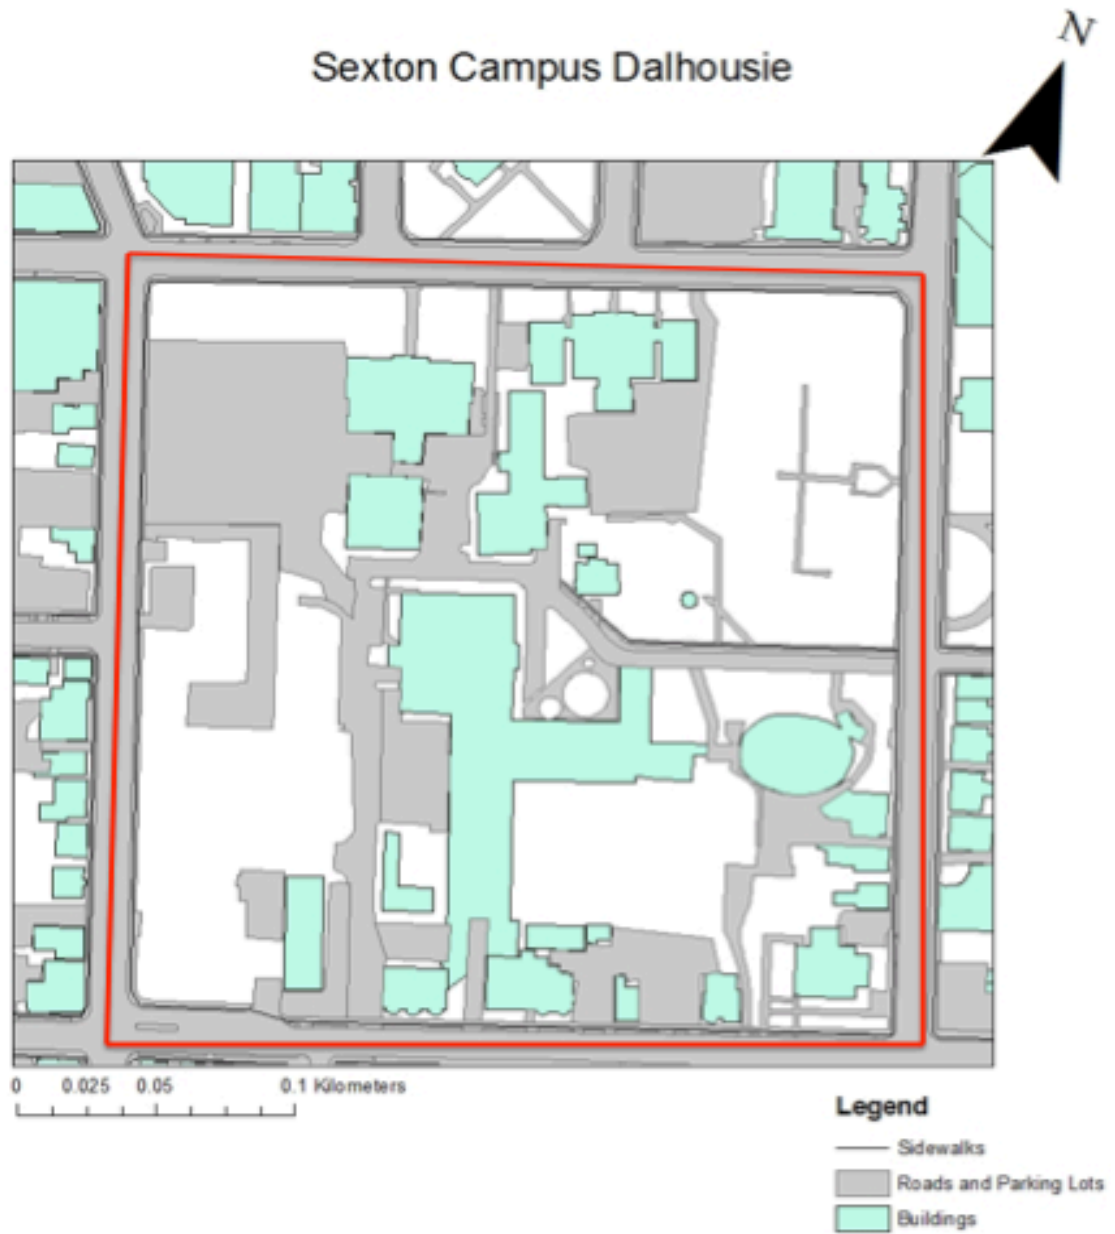 N
Sexton Campus Dalhousie
0 0.025 0.05 0.1 Kilometers
Legend
Sidewalks
Roads and Parking Lots
Buildings